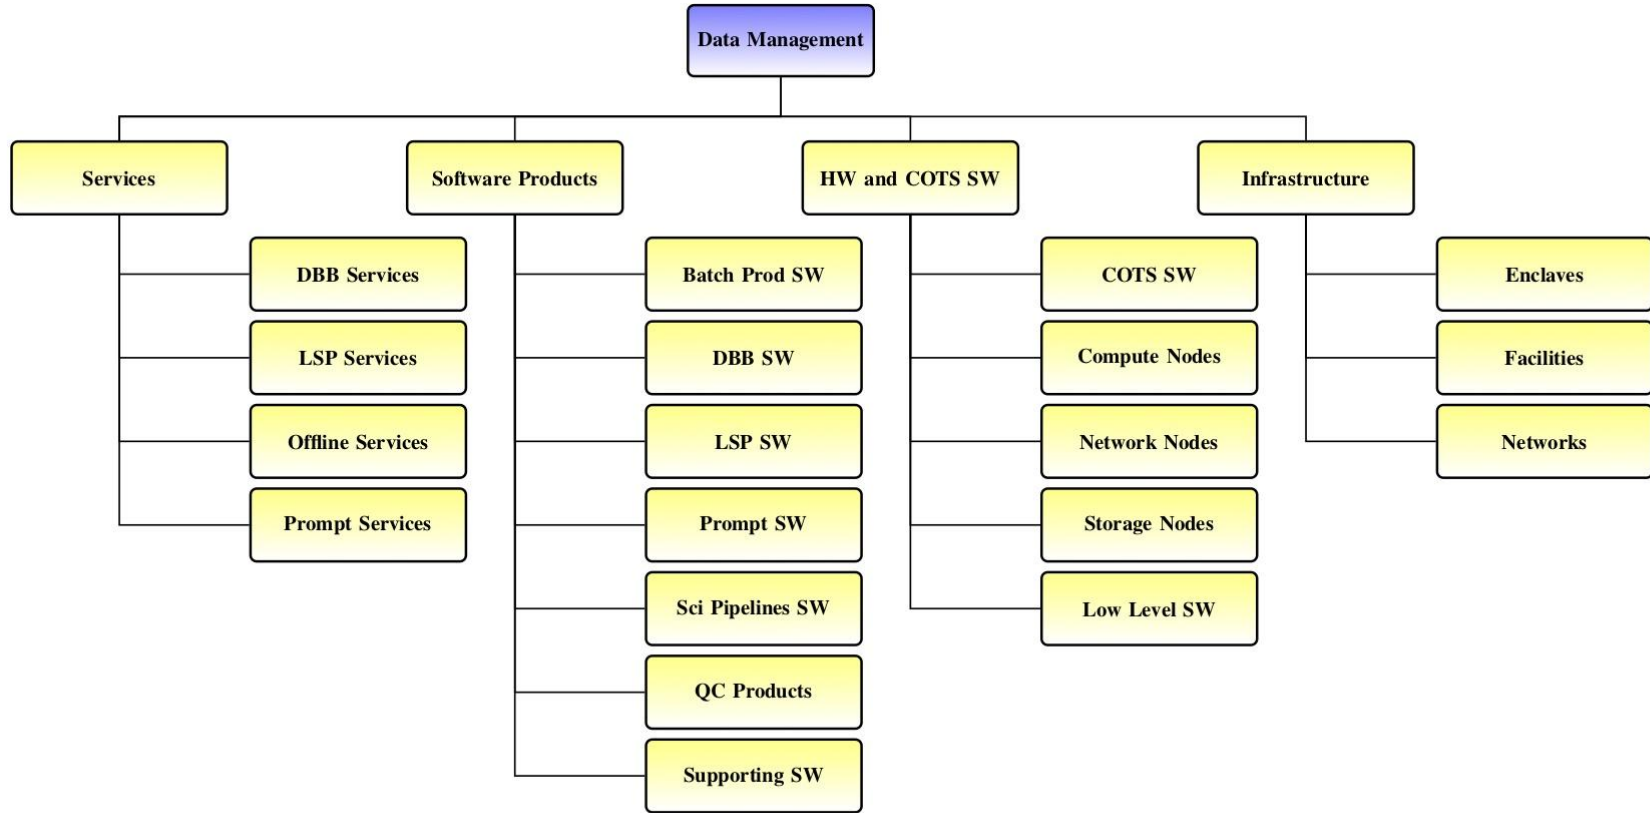 Data Management
Services
Software Products
HW and COTS SW
Infrastructure
DBB Services
LSP Services
Offline Services
Prompt Services
Batch Prod SW
DBB SW
LSP SW
Prompt SW
Sci Pipelines SW
QC Products
Supporting SW
COTS SW
Compute Nodes
Network Nodes
Storage Nodes
Low Level SW
Enclaves
Facilities
Networks